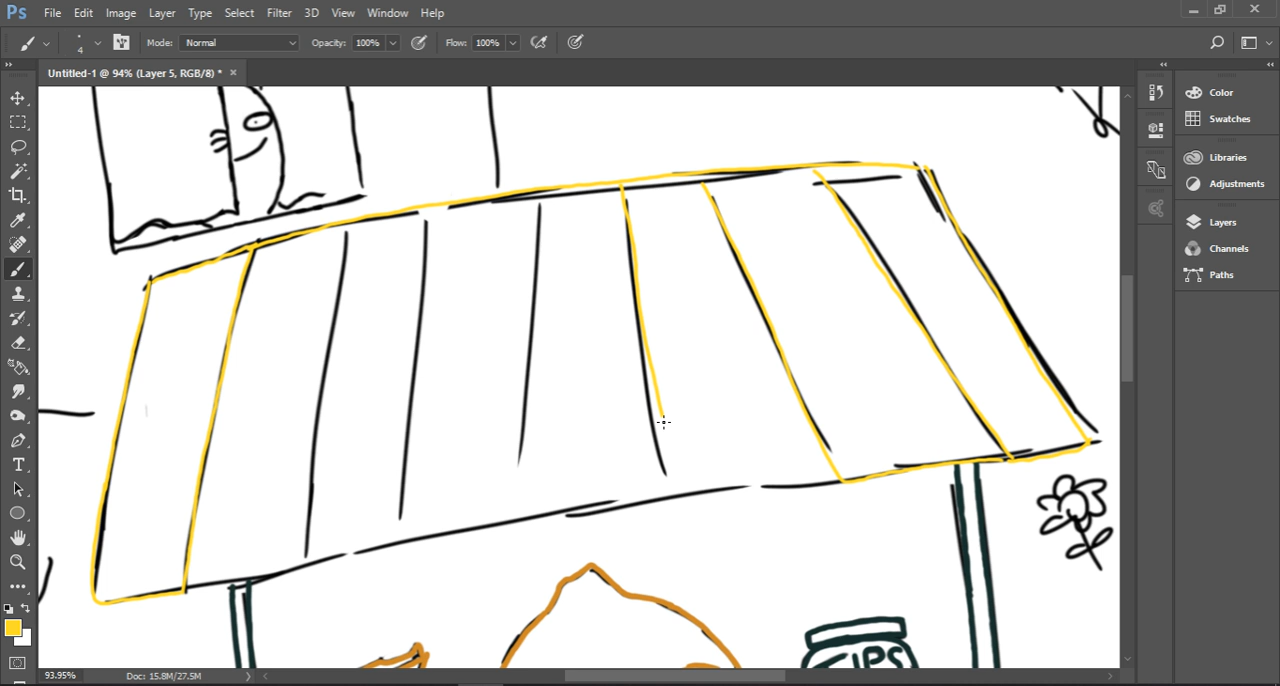 Ps File Edit Image Layer Type Select Filter 3D View Window Help
4 Mode: Normal Opacity: 100% Flow: 100%
Untitled-1 @ 94% (Layer 5, RGB/8) * ×
Color
Swatches
Libraries
Adjustments
Layers
Channels
Paths
TIPS
93.95% Doc: 15.8M/27.5M